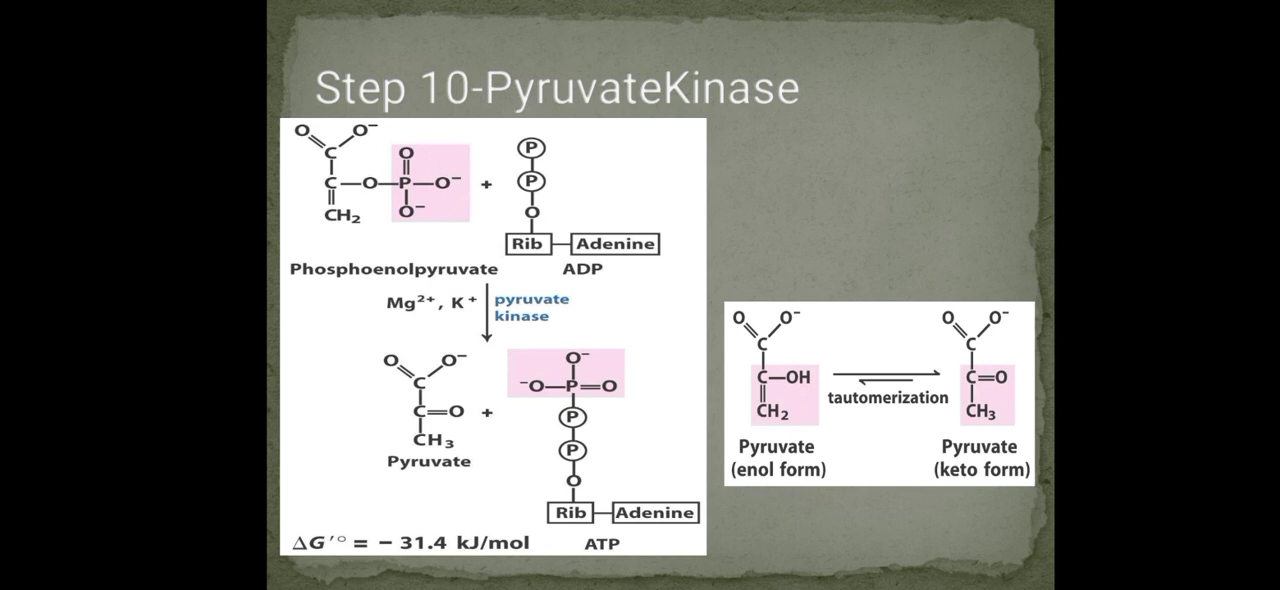 Step 10-PyruvateKinase
O O⁻
C
O
C—O—P—O⁻ + P
P
CH₂ O⁻ O
Rib Adenine
Phosphoenolpyruvate ADP
Mg²⁺, K⁺ pyruvate
kinase
O O⁻ O⁻
C ⁻O—P=O
C=O + P
CH₃ P
Pyruvate
O
Rib Adenine
ΔG′° = − 31.4 kJ/mol ATP
O O⁻ O O⁻
C C
C—OH C=O
tautomerization
CH₂ CH₃
Pyruvate Pyruvate
(enol form) (keto form)